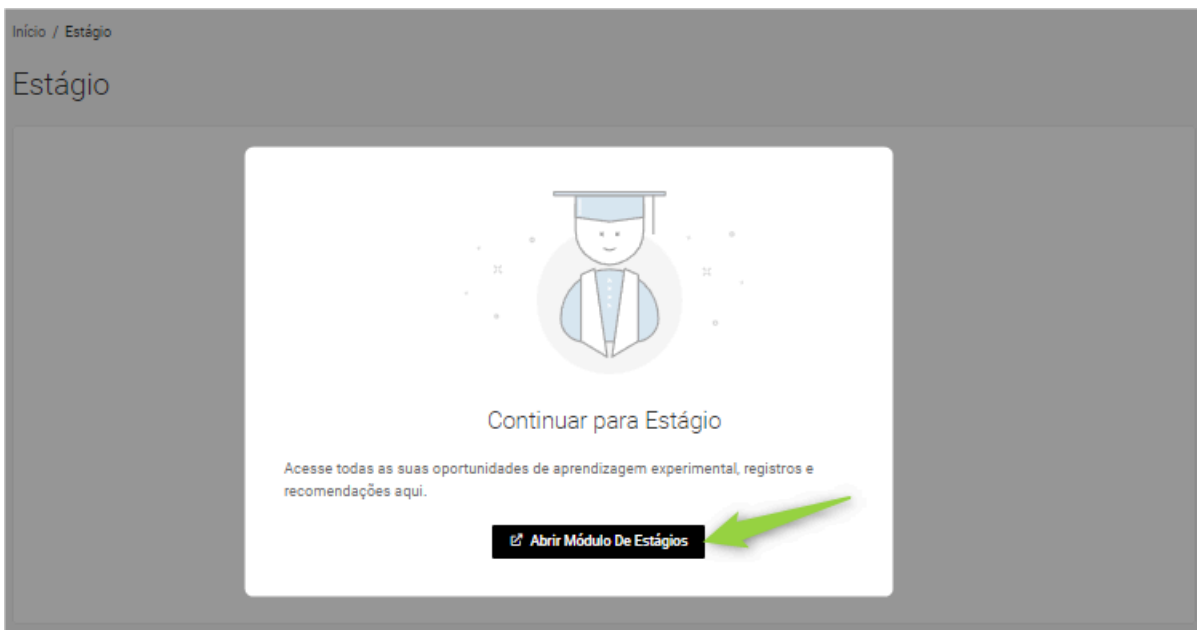 Início / Estágio
Estágio
Continuar para Estágio
Acesse todas as suas oportunidades de aprendizagem experimental, registros e
recomendações aqui.
Abrir Módulo De Estágios